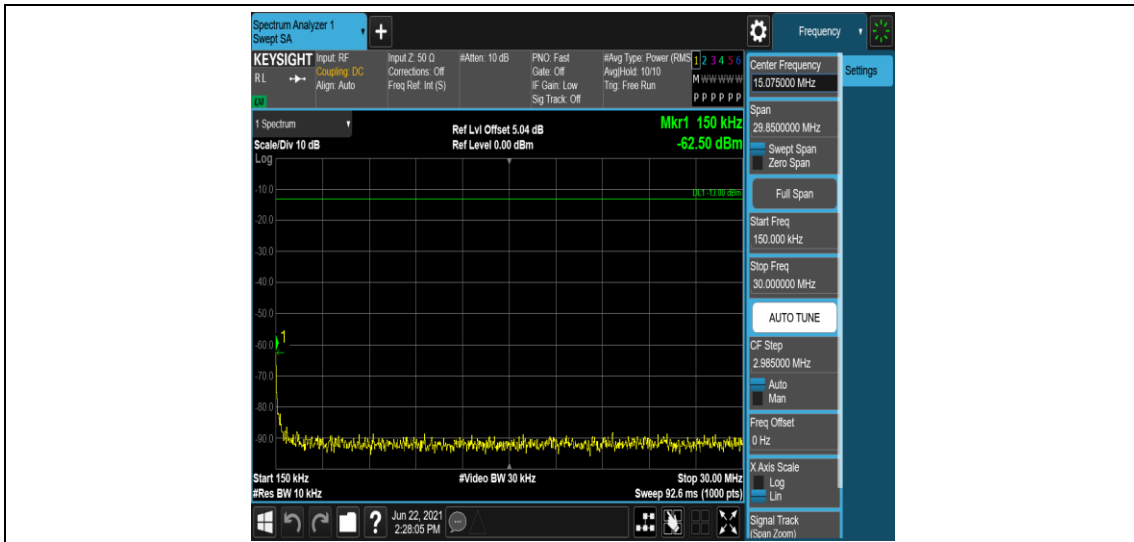 Spectrum Analyzer 1
Swept SA
+
Frequency
KEYSIGHT
RL
LXI
Input: RF
Coupling: DC
Align: Auto
Input Z: 50 Ω
Corrections: Off
Freq Ref: Int (S)
#Atten: 10 dB
PNO: Fast
Gate: Off
IF Gain: Low
Sig Track: Off
#Avg Type: Power (RMS
Avg|Hold: 10/10
Trig: Free Run
1 2 3 4 5 6
M W W W W W
P P P P P P
1 Spectrum
Scale/Div 10 dB
Log
Ref Lvl Offset 5.04 dB
Ref Level 0.00 dBm
Mkr1 150 kHz
-62.50 dBm
DL1 -13.00 dBm
-10.0
-20.0
-30.0
-40.0
-50.0
-60.0
-70.0
-80.0
-90.0
1
Start 150 kHz
#Video BW 30 kHz
Stop 30.00 MHz
#Res BW 10 kHz
Sweep 92.6 ms (1000 pts)
?
Jun 22, 2021
2:28:05 PM
Center Frequency
15.075000 MHz
Settings
Span
29.8500000 MHz
Swept Span
Zero Span
Full Span
Start Freq
150.000 kHz
Stop Freq
30.000000 MHz
AUTO TUNE
CF Step
2.985000 MHz
Auto
Man
Freq Offset
0 Hz
X Axis Scale
Log
Lin
Signal Track
(Span Zoom)